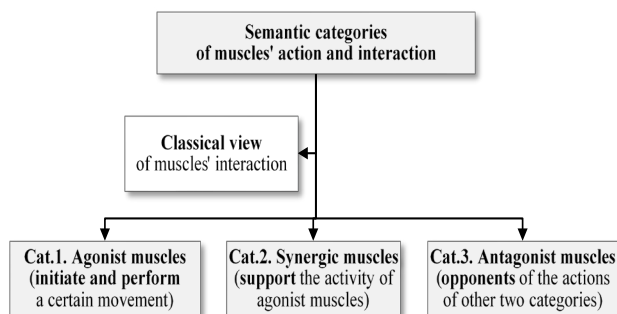 Semantic categories
of muscles' action and interaction
Classical view
of muscles' interaction
Cat.1. Agonist muscles
(initiate and perform
a certain movement)
Cat.2. Synergic muscles
(support the activity of
agonist muscles)
Cat.3. Antagonist muscles
(opponents of the actions
of other two categories)